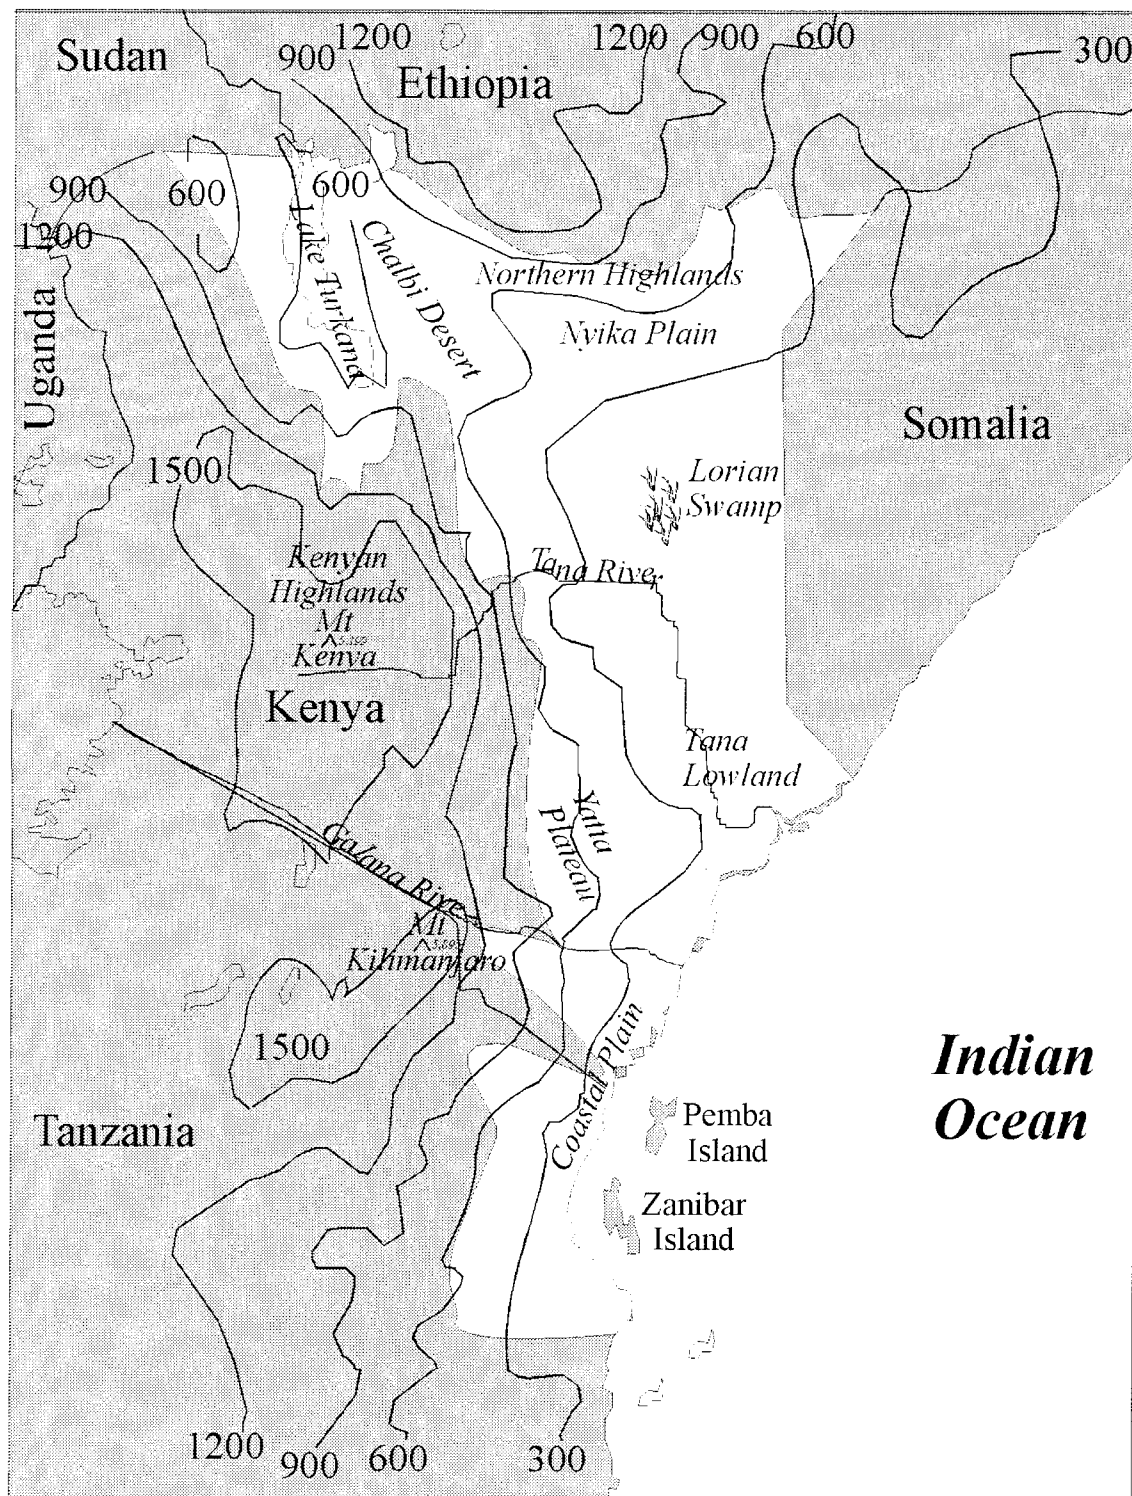 Sudan
900
1200
Ethiopia
1200
900
600
300
900
600
600
1200
Uganda
Lake Turkana
Chalbi Desert
Northern Highlands
Nyika Plain
Somalia
1500
Lorian
Swamp
Kenyan
Highlands
Mt
Kenya
Tana River
Kenya
Tana
Lowland
Yatta
Plateau
Galana River
Mt
Kilimanjaro
1500
Coastal Plain
Indian
Ocean
Tanzania
Pemba
Island
Zanibar
Island
1200
900
600
300